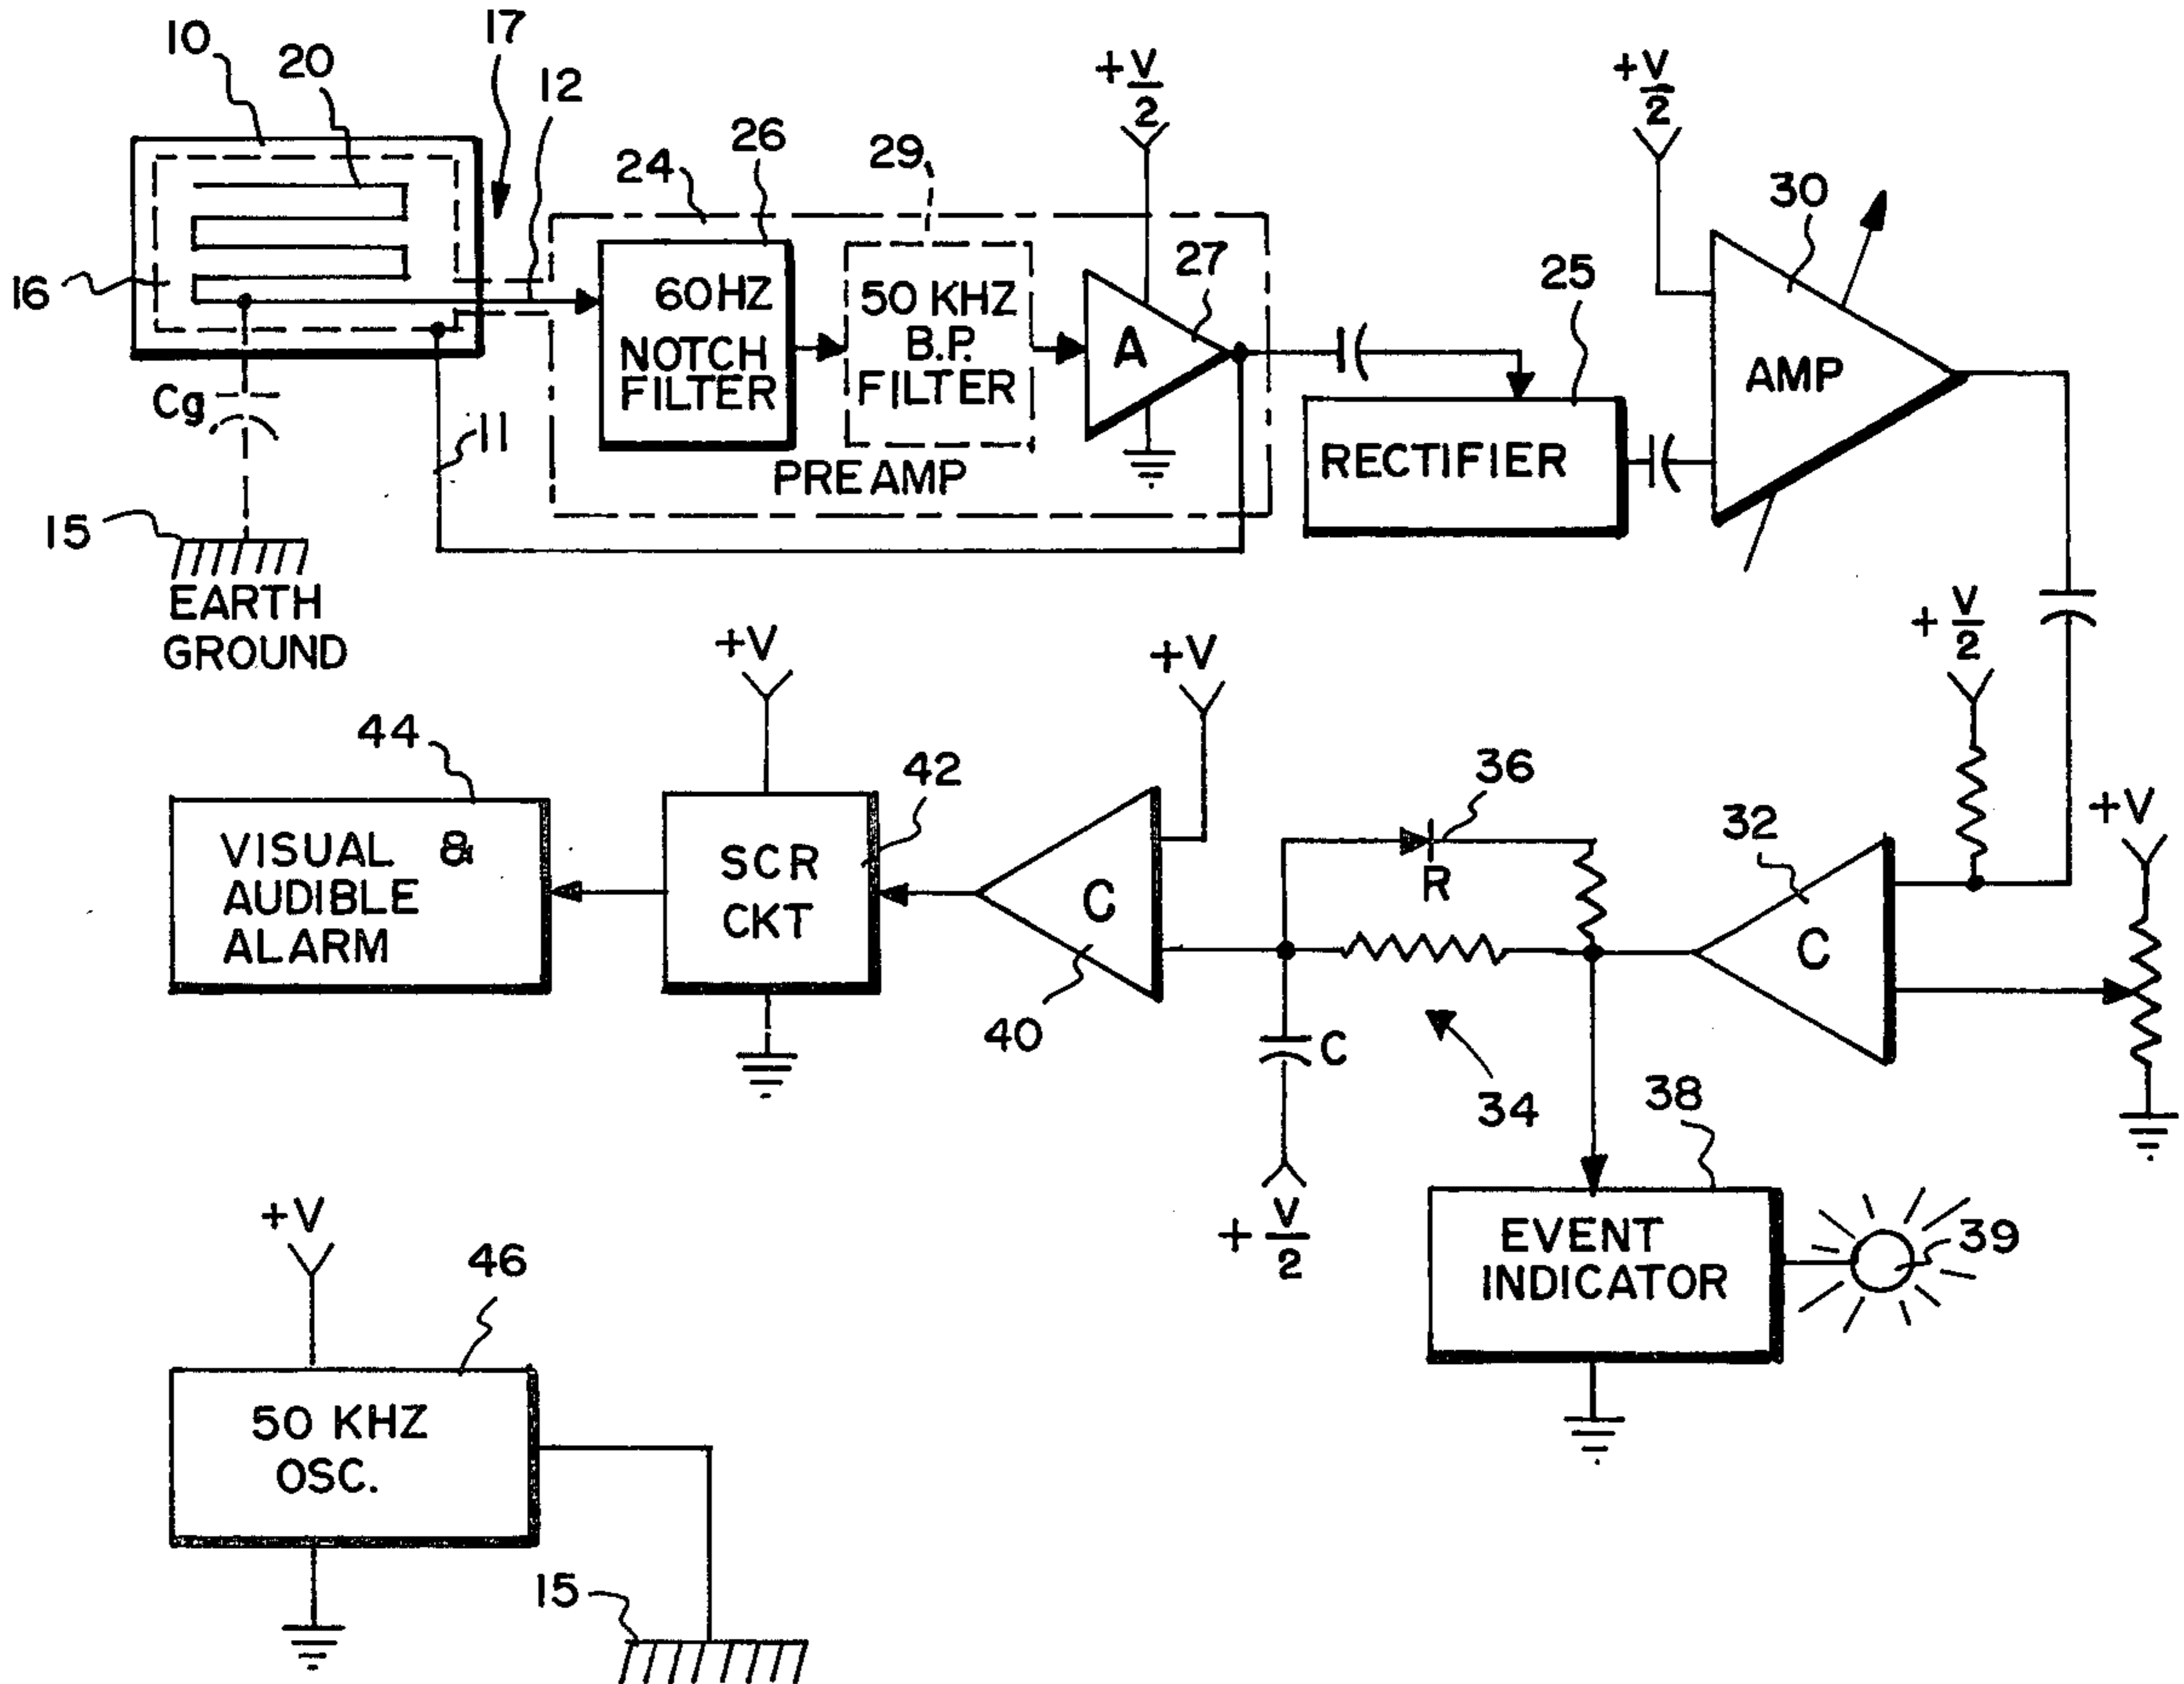 10
20
17
12
16
Cg
11
15
EARTH
GROUND
24
26
29
60HZ
NOTCH
FILTER
50 KHZ
B.P.
FILTER
PREAMP
+V/2
27
A
25
RECTIFIER
+V/2
30
AMP
44
VISUAL &
AUDIBLE
ALARM
+V
42
SCR
CKT
+V
C
40
36
R
34
C
+V/2
32
C
+V/2
+V
38
EVENT
INDICATOR
39
+V
46
50 KHZ
OSC.
15